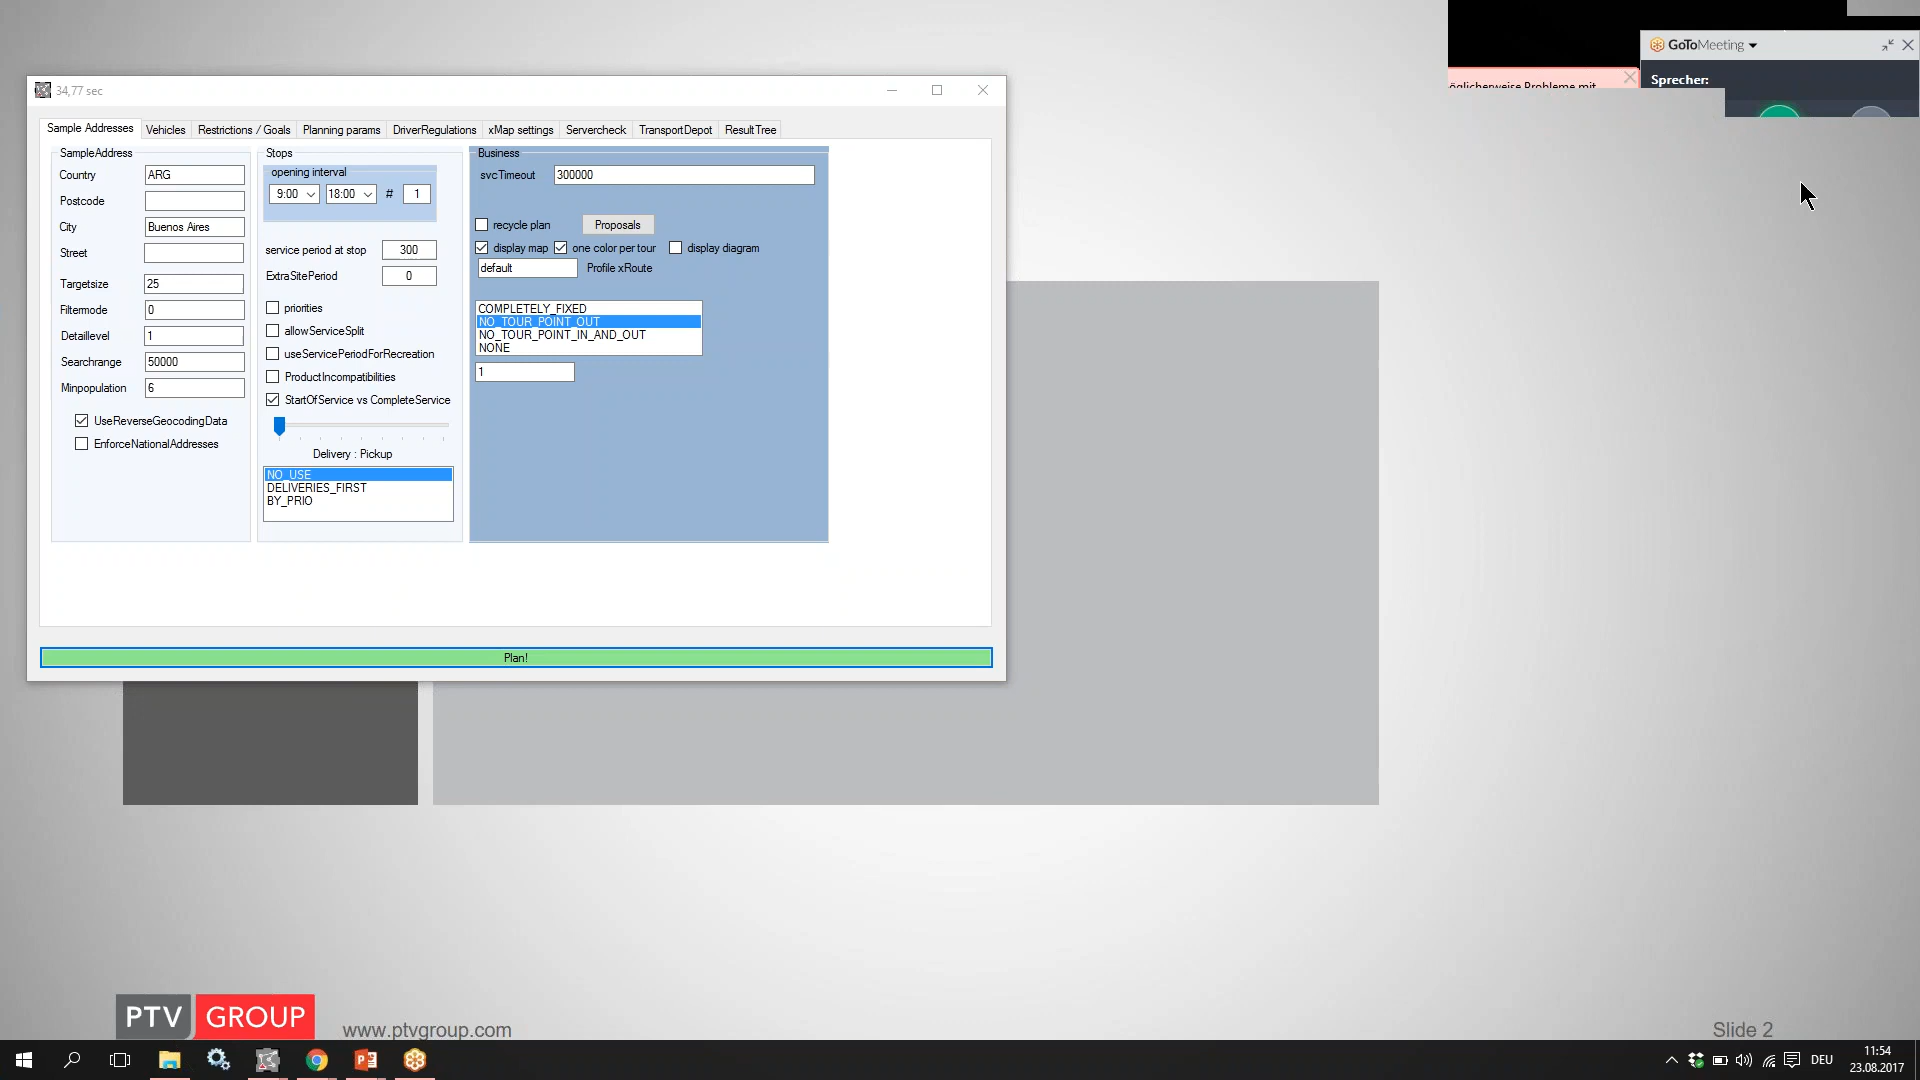 GoToMeeting
öglicherweise Probleme mit
Sprecher:
34,77 sec
Sample Addresses
Vehicles
Restrictions / Goals
Planning params
DriverRegulations
xMap settings
Servercheck
TransportDepot
ResultTree
SampleAddress
Country ARG
Postcode
City Buenos Aires
Street
Targetsize 25
Filtermode 0
Detaillevel 1
Searchrange 50000
Minpopulation 6
UseReverseGeocodingData
EnforceNationalAddresses
Stops
opening interval
9:00 18:00 # 1
service period at stop 300
ExtraSitePeriod 0
priorities
allowServiceSplit
useServicePeriodForRecreation
ProductIncompatibilities
StartOfService vs CompleteService
Delivery : Pickup
NO_USE
DELIVERIES_FIRST
BY_PRIO
Business
svcTimeout 300000
recycle plan Proposals
display map one color per tour display diagram
default Profile xRoute
COMPLETELY_FIXED
NO_TOUR_POINT_OUT
NO_TOUR_POINT_IN_AND_OUT
NONE
1
Plan!
PTV GROUP
www.ptvgroup.com
Slide 2
DEU
11:54
23.08.2017